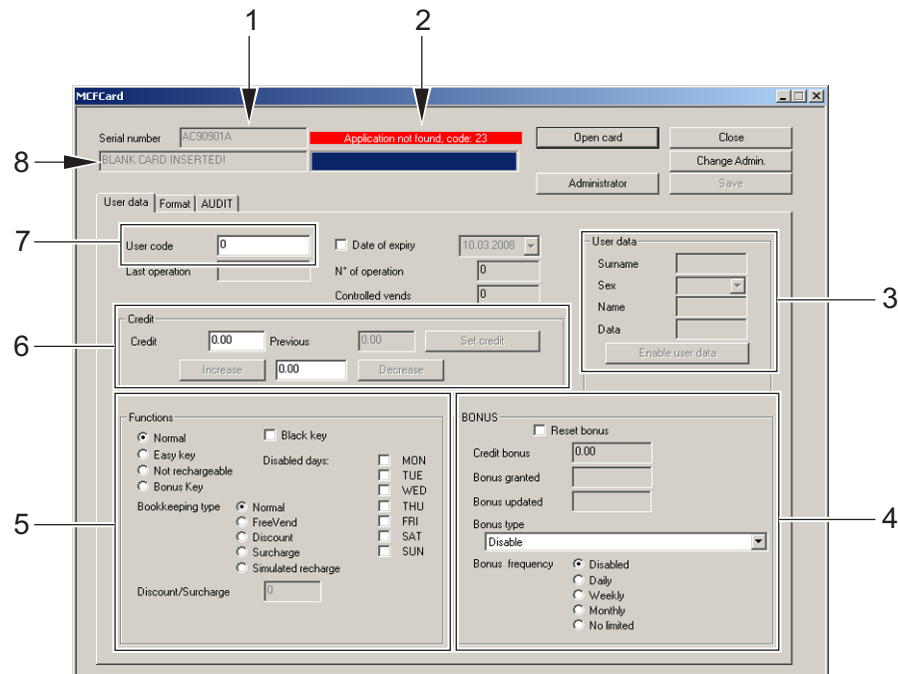 1 2
MCFCard
Serial number AC90901A Application not found, code: 23 Open card Close
8 BLANK CARD INSERTED! Change Admin.
Administrator Save
User data Format AUDIT
7 User code 0 Date of expiry 10.03.2008 User data
Last operation N° of operation 0 Surname
Controlled vends 0 Sex
3
Name
Data
Enable user data
6 Credit
Credit 0.00 Previous 0.00 Set credit
Increase 0.00 Decrease
5 Functions
Normal Black key
Easy key Disabled days: MON
Not rechargeable TUE
Bonus Key WED
Bookkeeping type Normal THU
FreeVend FRI
Discount SAT
Surcharge SUN
Simulated recharge
Discount/Surcharge 0
4 BONUS
Reset bonus
Credit bonus 0.00
Bonus granted
Bonus updated
Bonus type
Disable
Bonus frequency Disabled
Daily
Weekly
Monthly
No limited